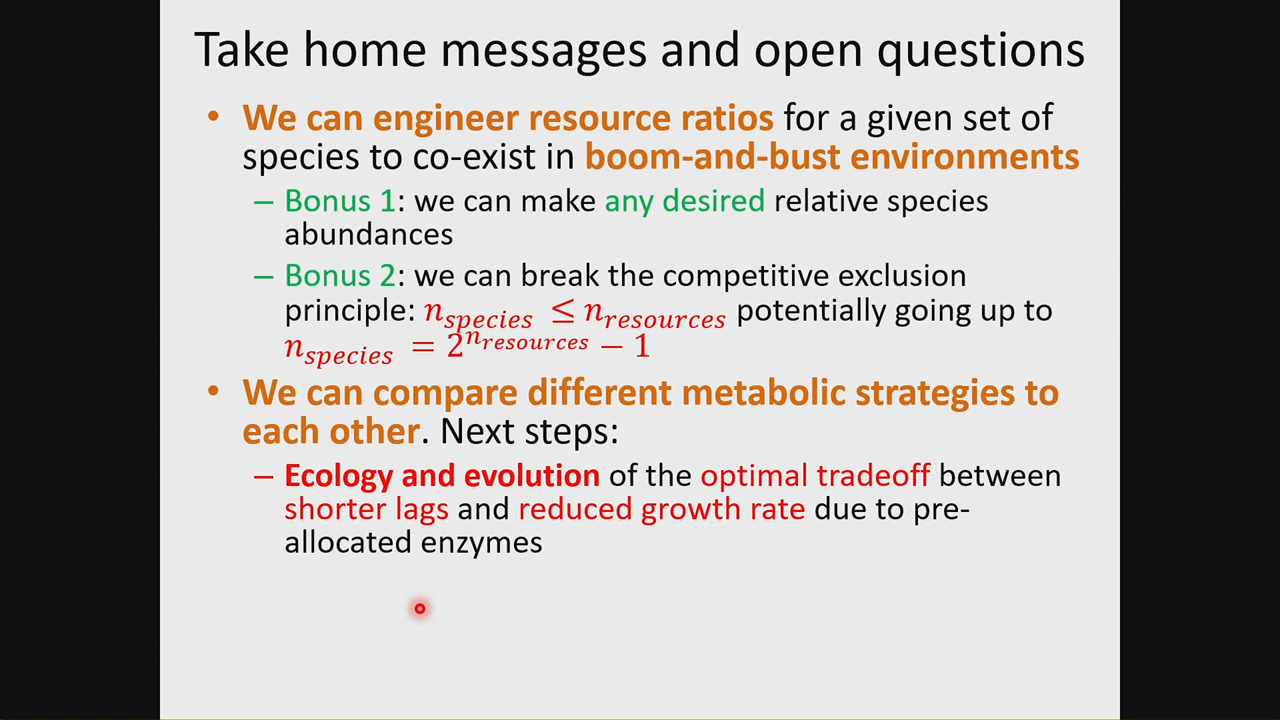 Take home messages and open questions
• We can engineer resource ratios for a given set of
species to co-exist in boom-and-bust environments
– Bonus 1: we can make any desired relative species
abundances
– Bonus 2: we can break the competitive exclusion
principle: n_species ≤ n_resources potentially going up to
n_species = 2^{n_resources} − 1
• We can compare different metabolic strategies to
each other. Next steps:
– Ecology and evolution of the optimal tradeoff between
shorter lags and reduced growth rate due to pre-
allocated enzymes